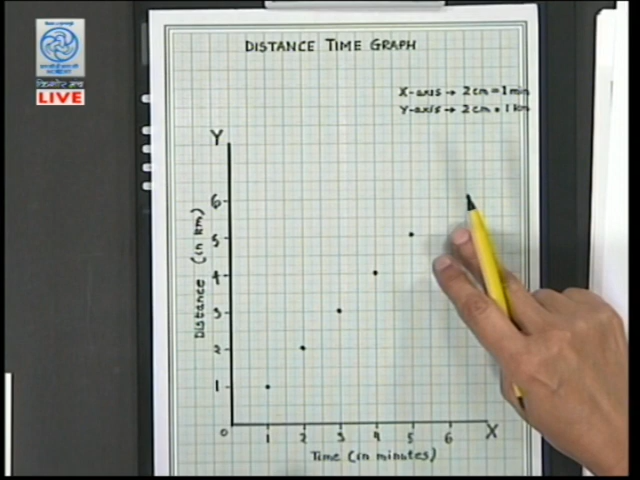 DISTANCE TIME GRAPH
X-axis → 2 cm = 1 min
Y-axis → 2 cm = 1 km
LIVE
Y
6
5
4
3
2
1
0
Distance (in km)
1 2 3 4 5 6 X
Time (in minutes)